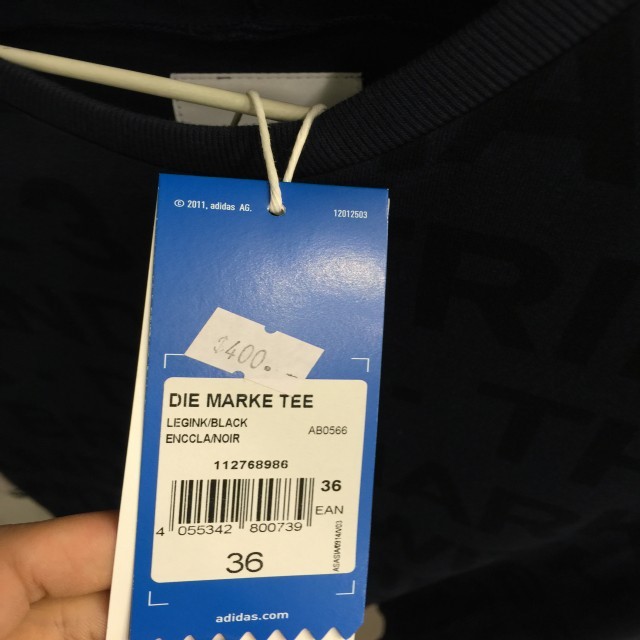 © 2011, adidas AG.
12012503
$400.-
DIE MARKE TEE
LEGINK/BLACK
ENCCLA/NOIR
AB0566
112768986
36
EAN
4 055342 800739
36
adidas.com